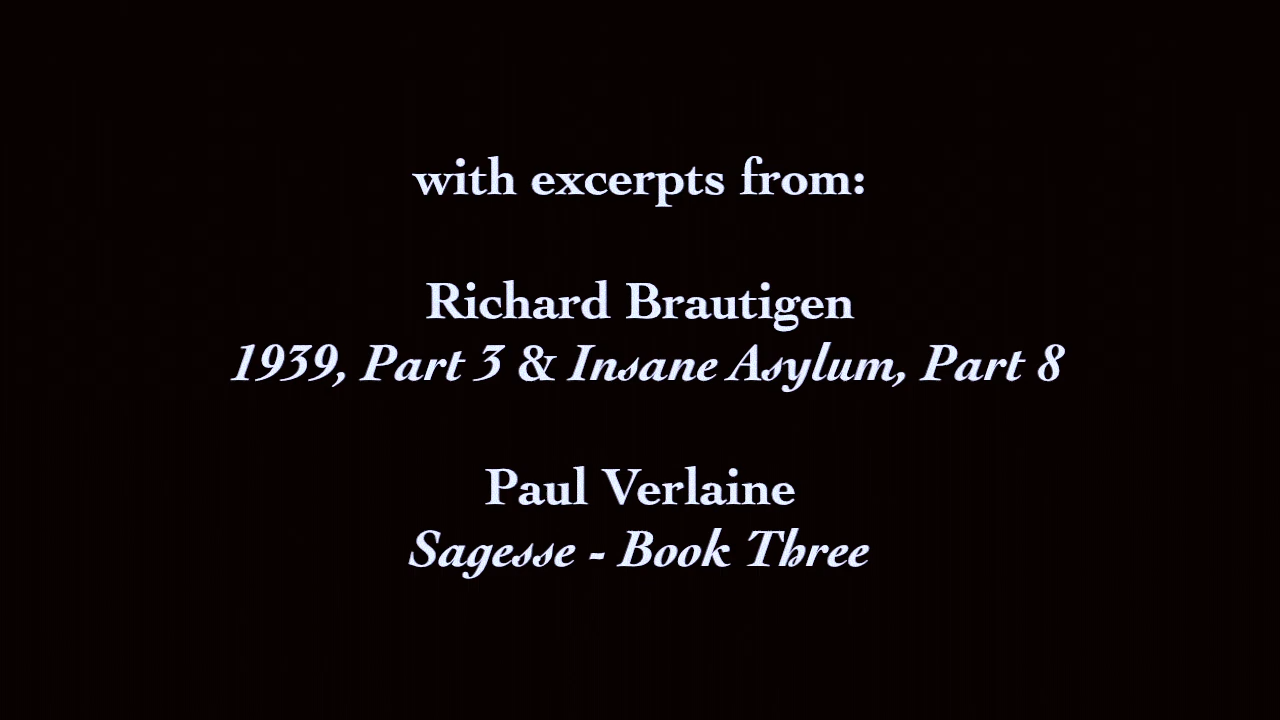 with excerpts from:
Richard Brautigen
1939, Part 3 & Insane Asylum, Part 8
Paul Verlaine
Sagesse - Book Three